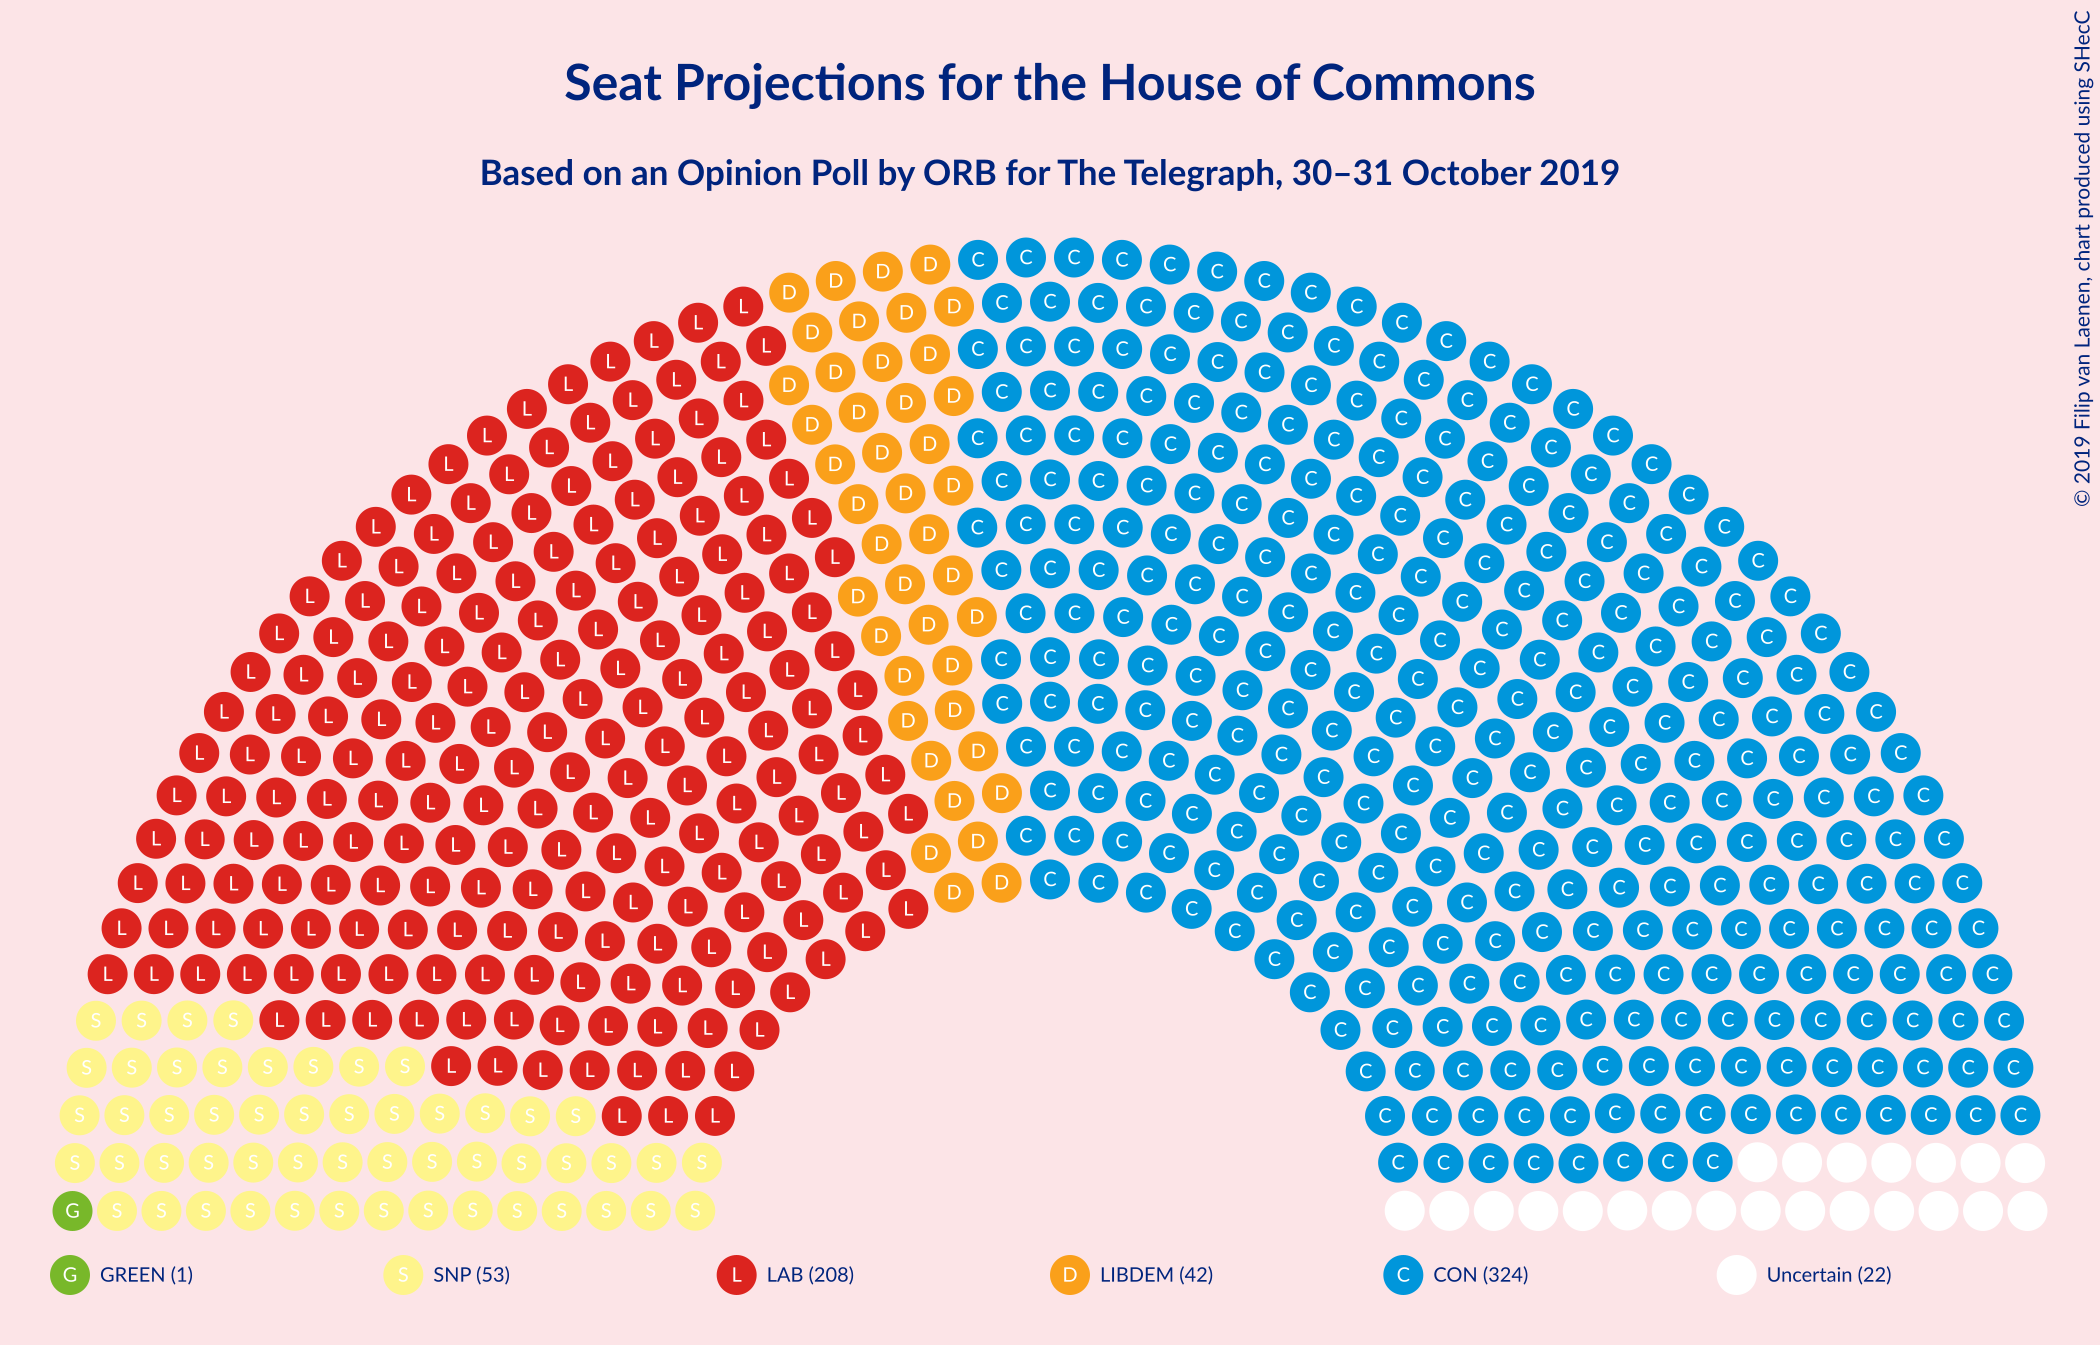 Seat Projections for the House of Commons
Based on an Opinion Poll by ORB for The Telegraph, 30–31 October 2019
© 2019 Filip van Laenen, chart produced using SHecC
G GREEN (1)
S SNP (53)
L LAB (208)
D LIBDEM (42)
C CON (324)
Uncertain (22)